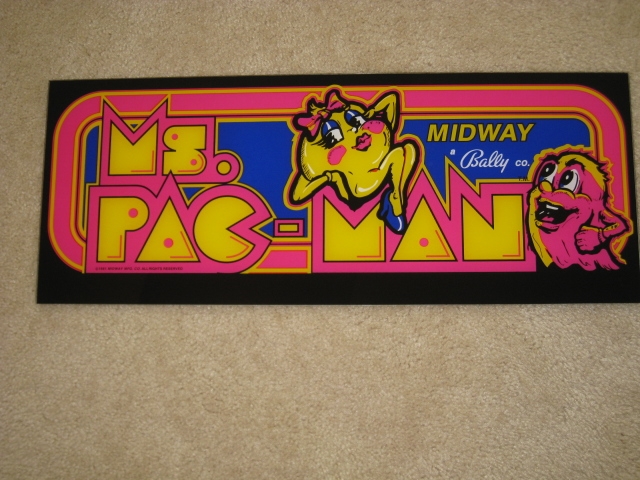 Ms.
PAC-MAN
MIDWAY
a Bally co.